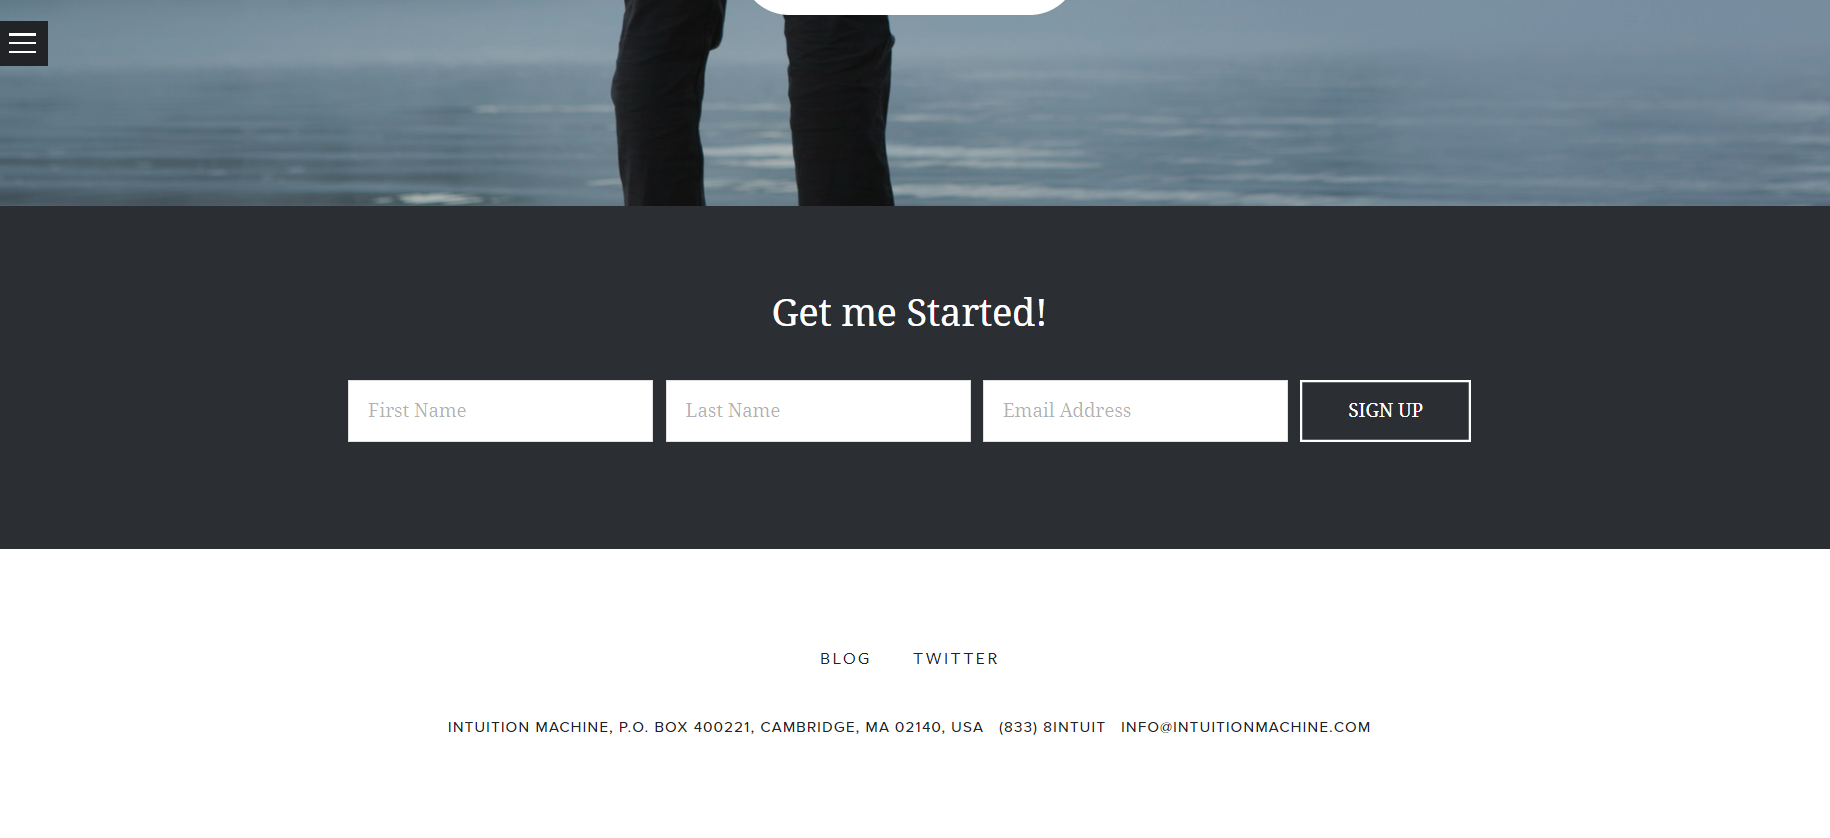 Get me Started!
First Name
Last Name
Email Address
SIGN UP
BLOG TWITTER
INTUITION MACHINE, P.O. BOX 400221, CAMBRIDGE, MA 02140, USA (833) 8INTUIT INFO@INTUITIONMACHINE.COM